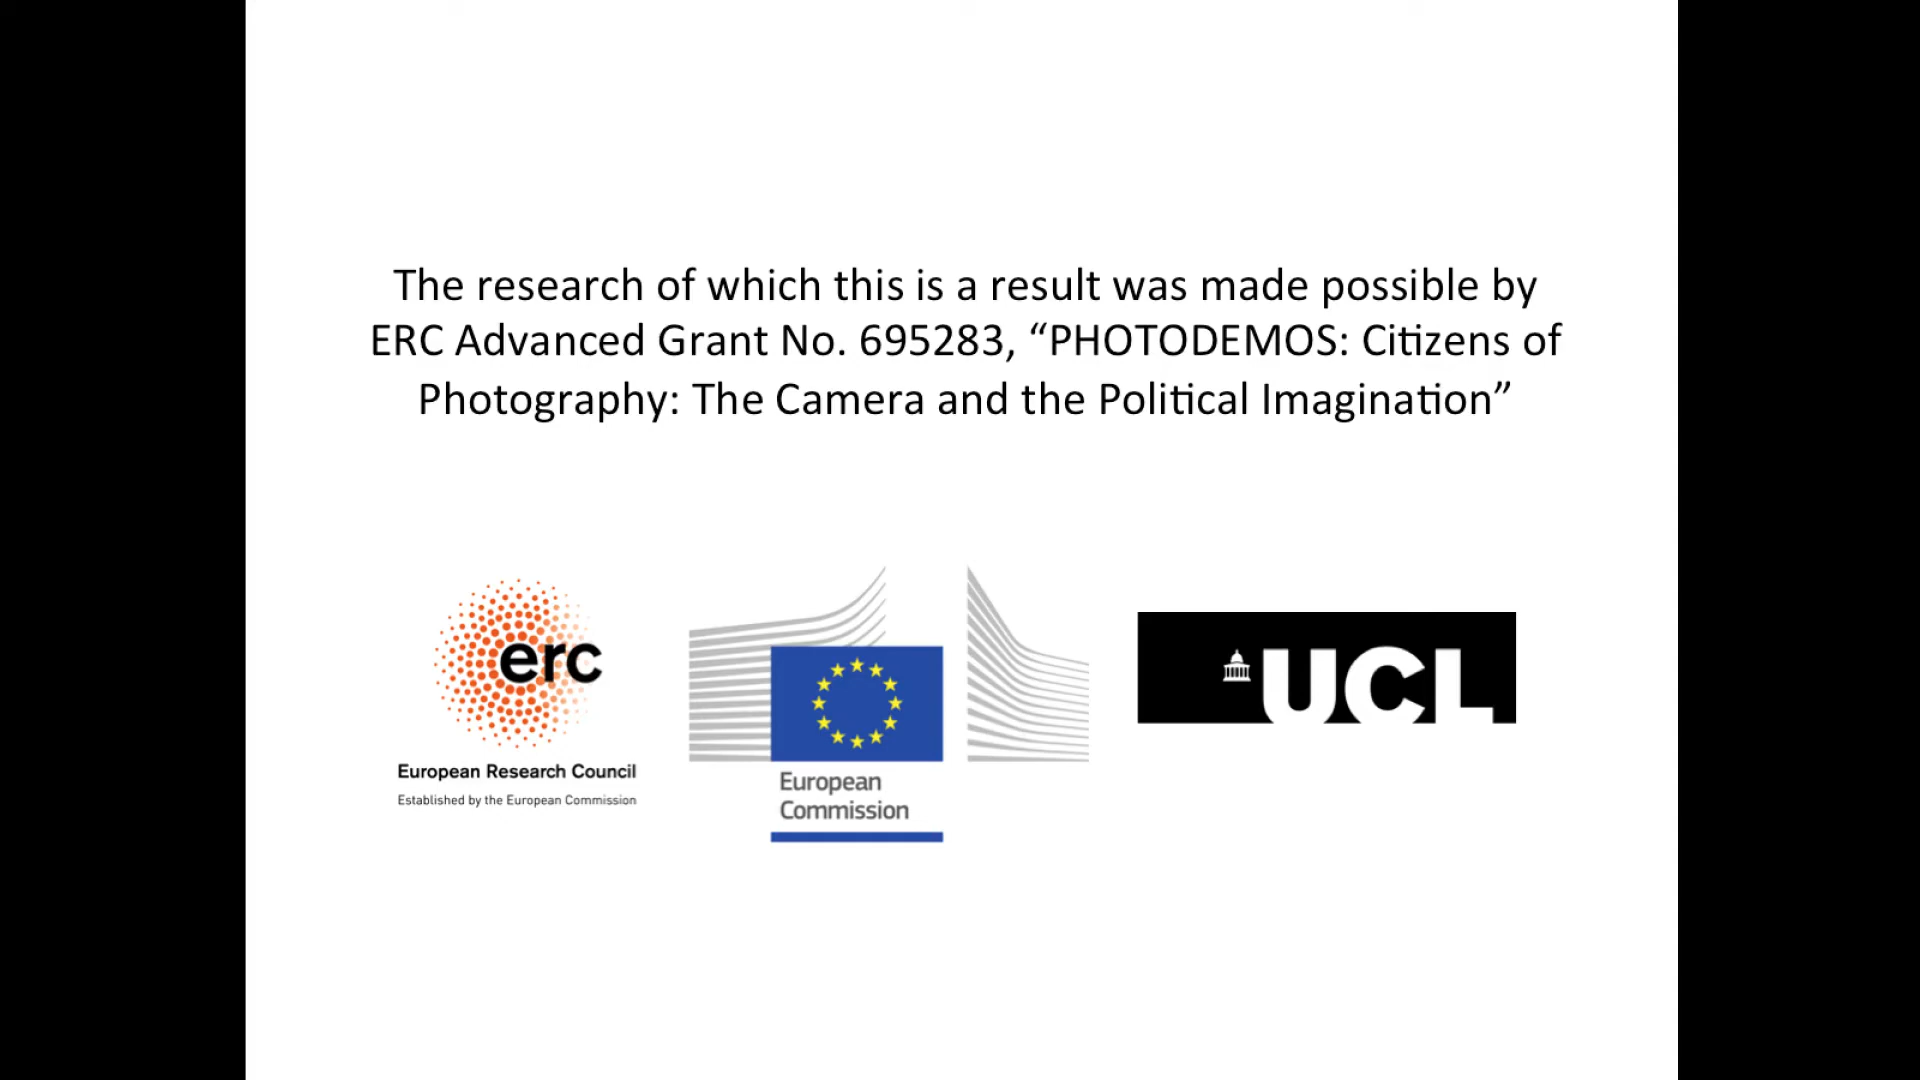 The research of which this is a result was made possible by
ERC Advanced Grant No. 695283, “PHOTODEMOS: Citizens of
Photography: The Camera and the Political Imagination”
erc
European Research Council
Established by the European Commission
European
Commission
UCL